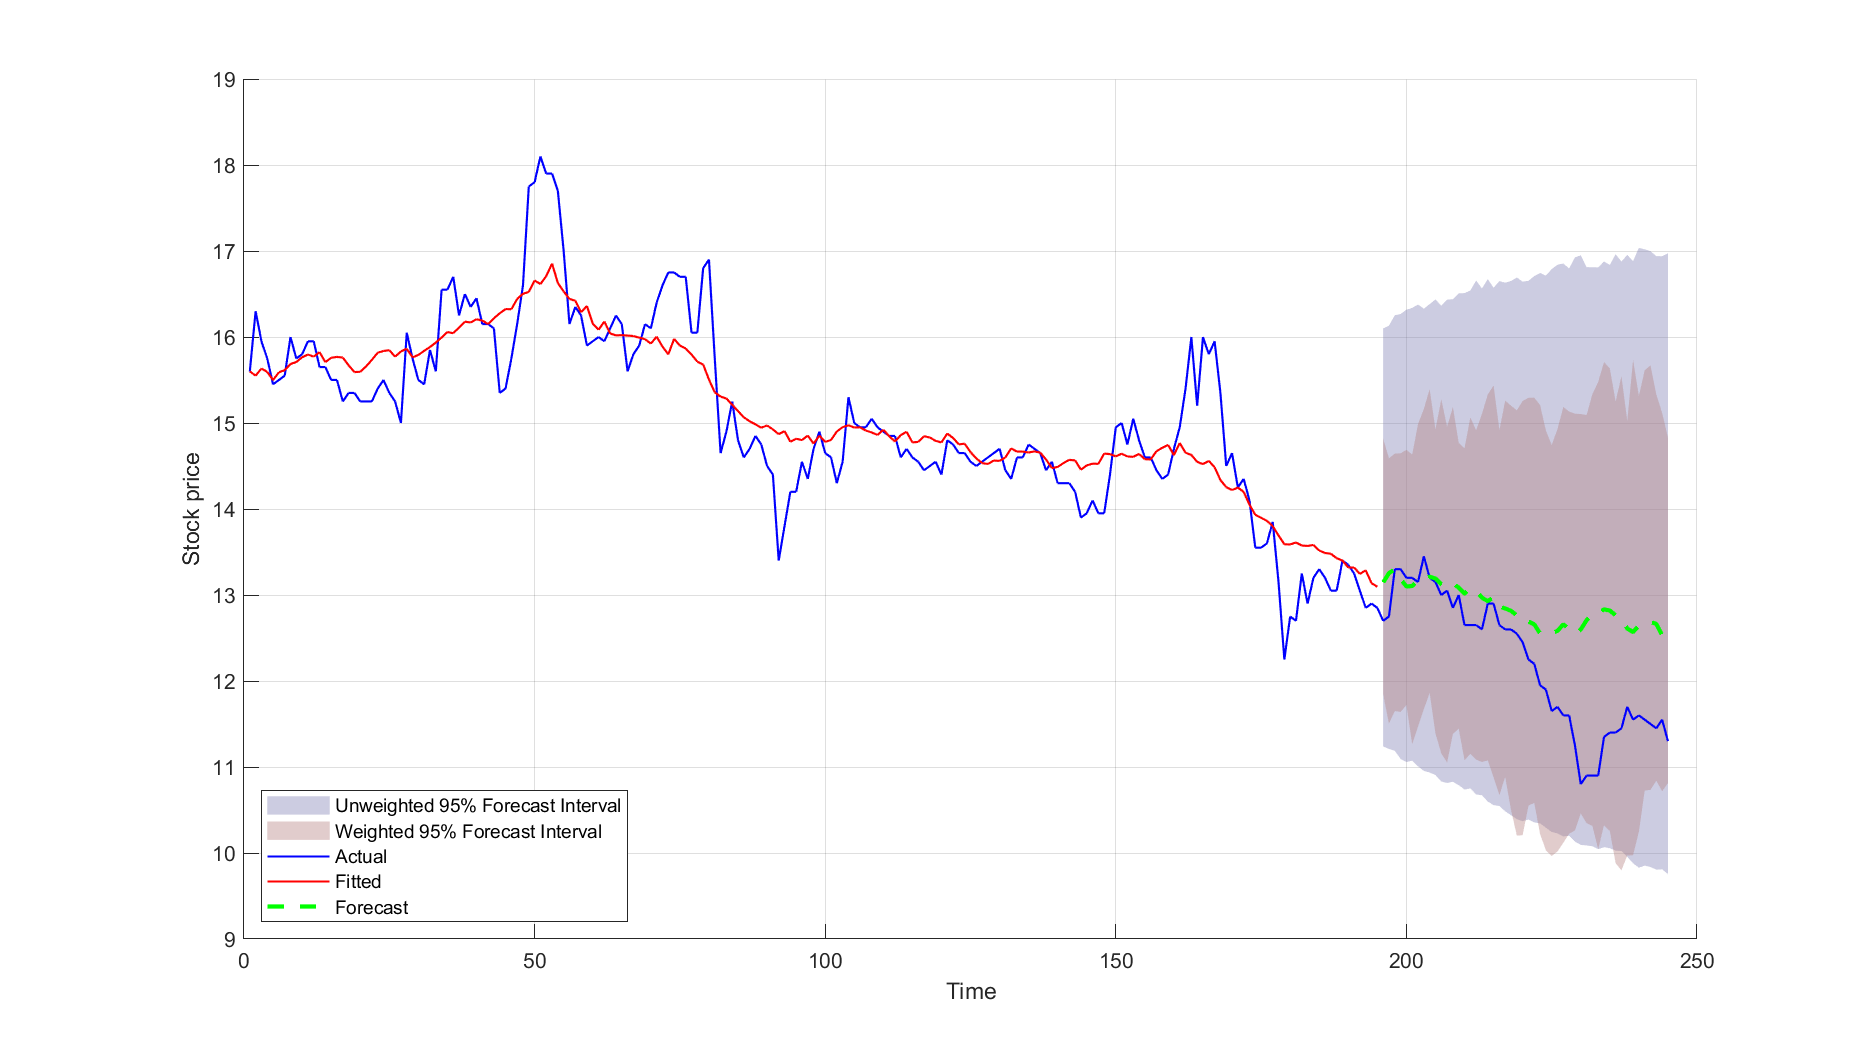 19
18
17
16
15
14
13
12
11
10
9
Stock price
Unweighted 95% Forecast Interval
Weighted 95% Forecast Interval
Actual
Fitted
Forecast
0 50 100 150 200 250
Time